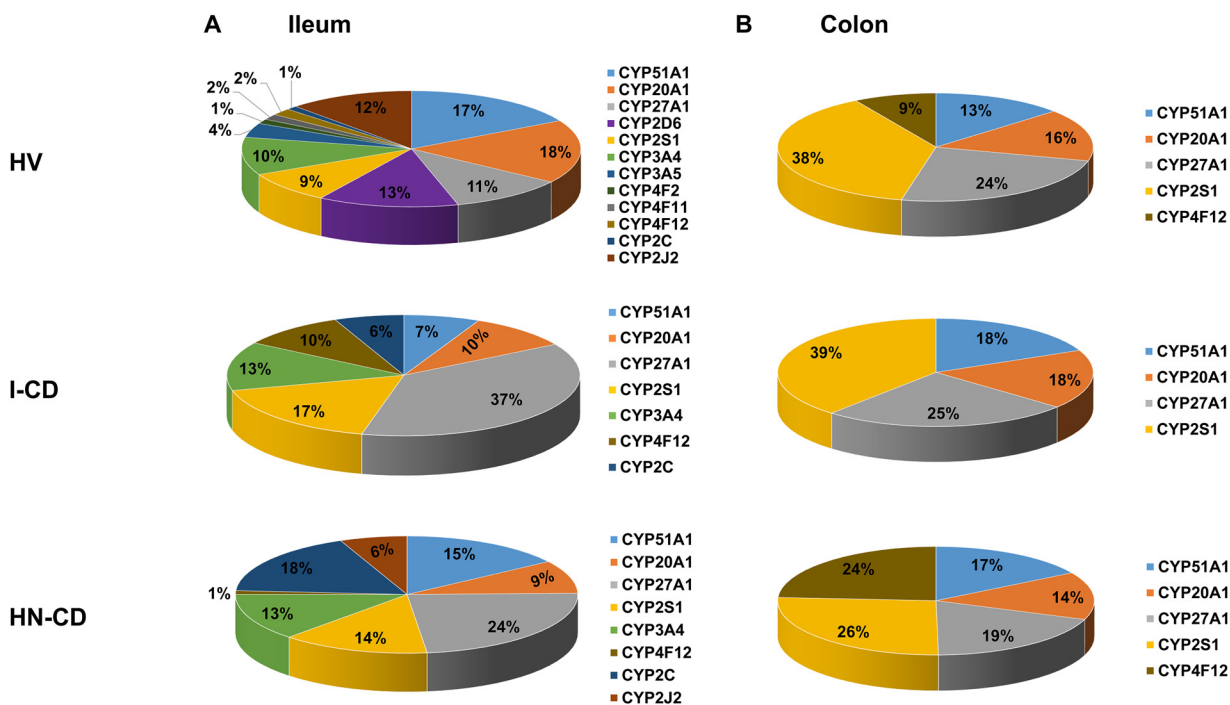 A Ileum
B Colon
HV
1%
2%
2%
1%
4%
10%
9%
13%
11%
18%
17%
12%
CYP51A1
CYP20A1
CYP27A1
CYP2D6
CYP2S1
CYP3A4
CYP3A5
CYP4F2
CYP4F11
CYP4F12
CYP2C
CYP2J2
9%
13%
16%
24%
38%
CYP51A1
CYP20A1
CYP27A1
CYP2S1
CYP4F12
I-CD
6%
7%
10%
10%
13%
17%
37%
CYP51A1
CYP20A1
CYP27A1
CYP2S1
CYP3A4
CYP4F12
CYP2C
39%
18%
18%
25%
CYP51A1
CYP20A1
CYP27A1
CYP2S1
HN-CD
6%
15%
18%
9%
1%
13%
14%
24%
CYP51A1
CYP20A1
CYP27A1
CYP2S1
CYP3A4
CYP4F12
CYP2C
CYP2J2
24%
17%
14%
26%
19%
CYP51A1
CYP20A1
CYP27A1
CYP2S1
CYP4F12